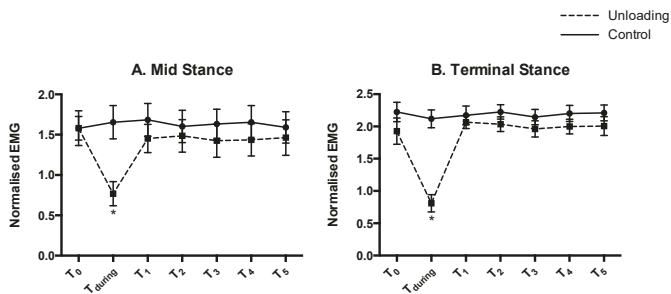 Unloading
Control
A. Mid Stance
B. Terminal Stance
Normalised EMG
2.0
1.5
1.0
0.5
0.0
*
T0
Tduring
T1
T2
T3
T4
T5
Normalised EMG
2.5
2.0
1.5
1.0
0.5
0.0
*
T0
Tduring
T1
T2
T3
T4
T5